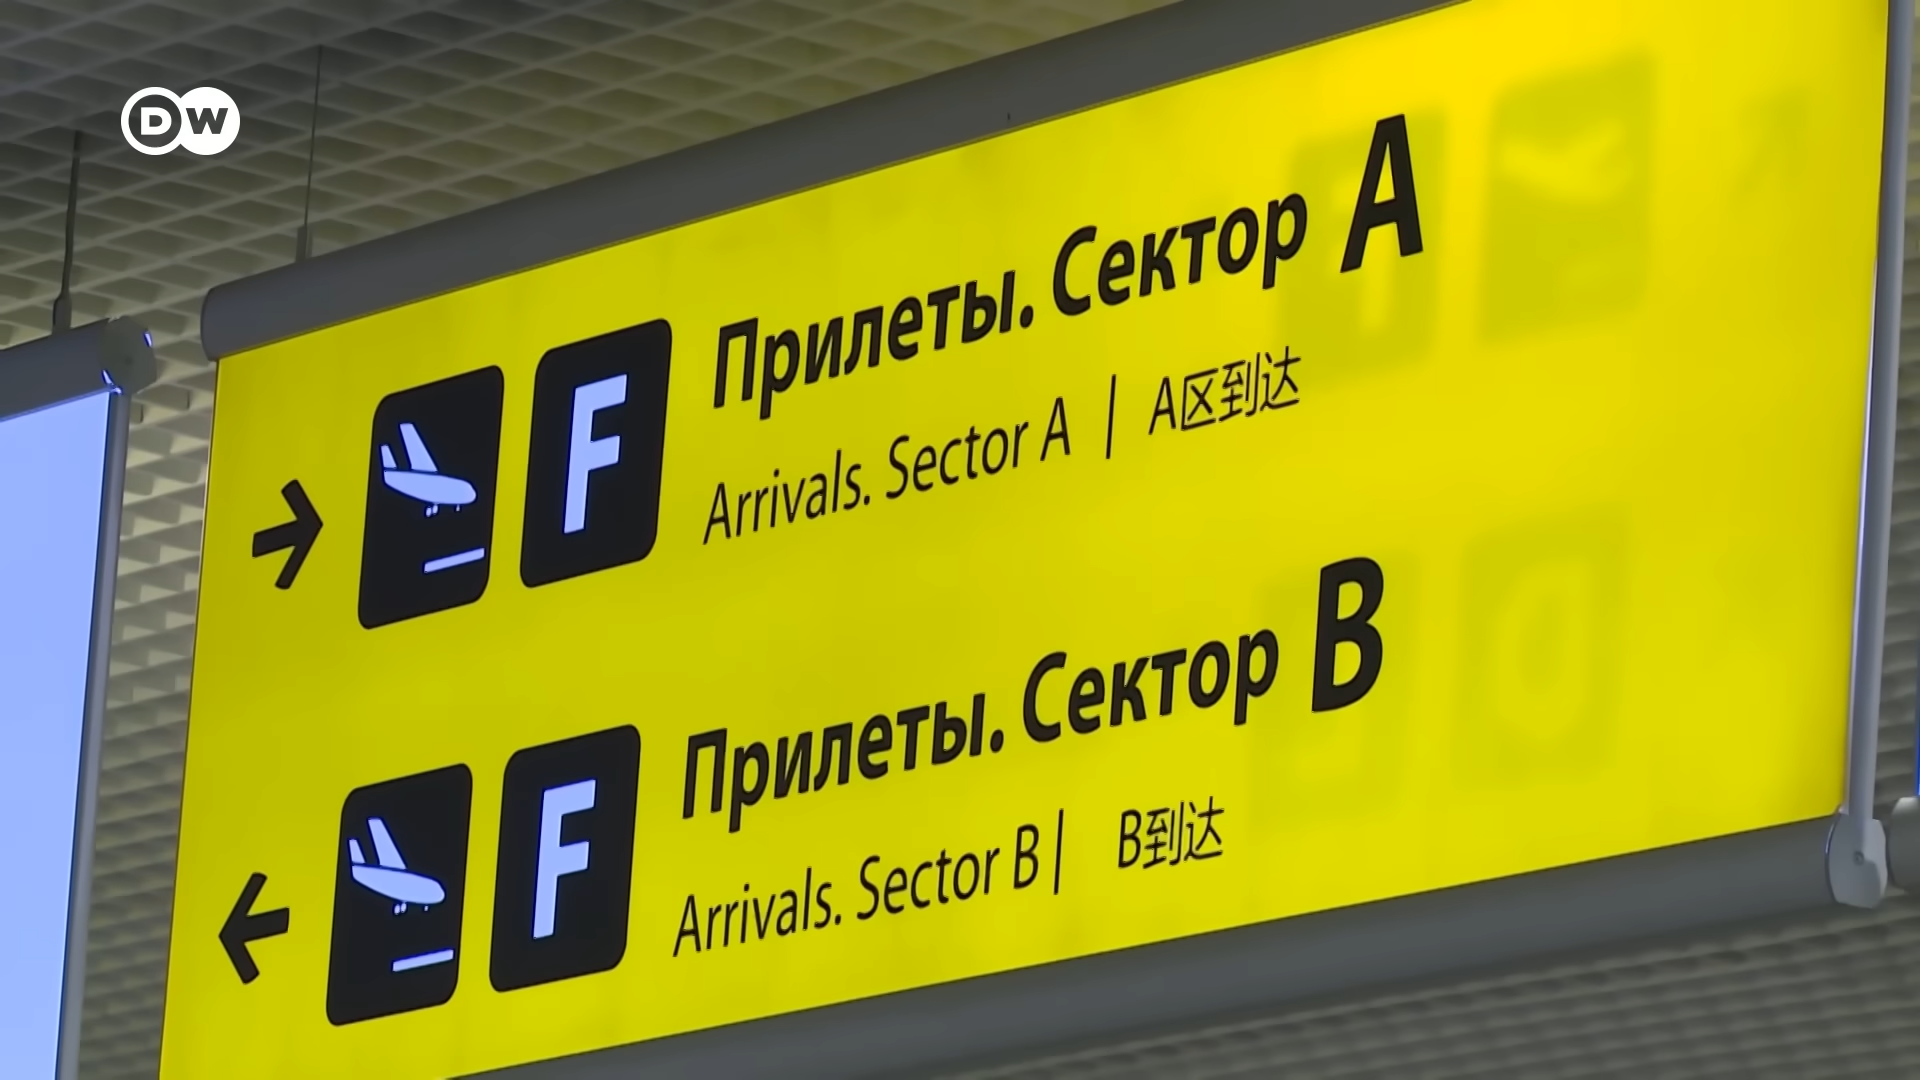 DW
F Прилеты. Сектор A
Arrivals. Sector A | A区到达
F Прилеты. Сектор B
Arrivals. Sector B | B到达